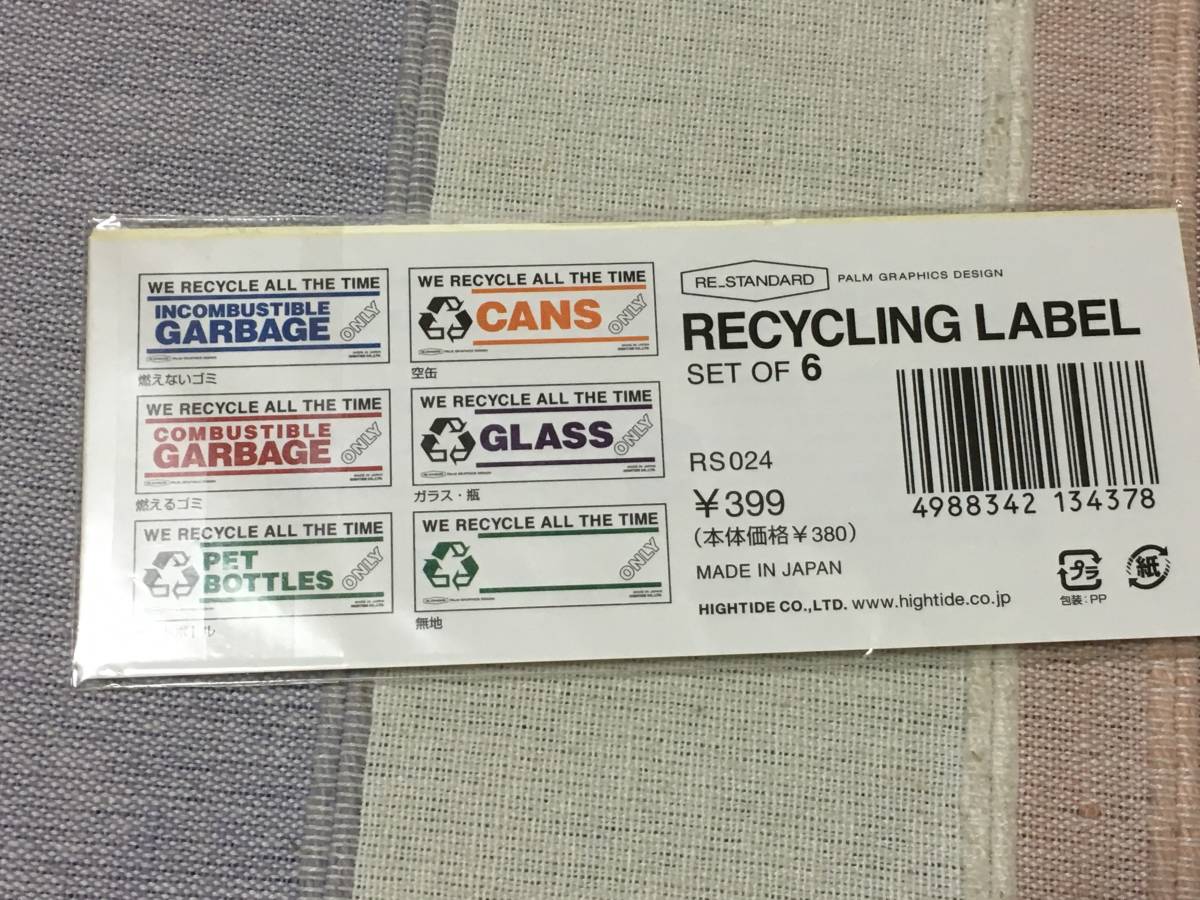 WE RECYCLE ALL THE TIME
INCOMBUSTIBLE
GARBAGE
ONLY
燃えないゴミ
WE RECYCLE ALL THE TIME
COMBUSTIBLE
GARBAGE
ONLY
燃えるゴミ
WE RECYCLE ALL THE TIME
PET
BOTTLES
ONLY
WE RECYCLE ALL THE TIME
CANS
ONLY
空缶
WE RECYCLE ALL THE TIME
GLASS
ONLY
ガラス・瓶
WE RECYCLE ALL THE TIME
ONLY
無地
RE_STANDARD PALM GRAPHICS DESIGN
RECYCLING LABEL
SET OF 6
RS024
¥399
(本体価格¥380)
MADE IN JAPAN
HIGHTIDE CO.,LTD. www.hightide.co.jp
4988342 134378
プラ 紙
包装:PP